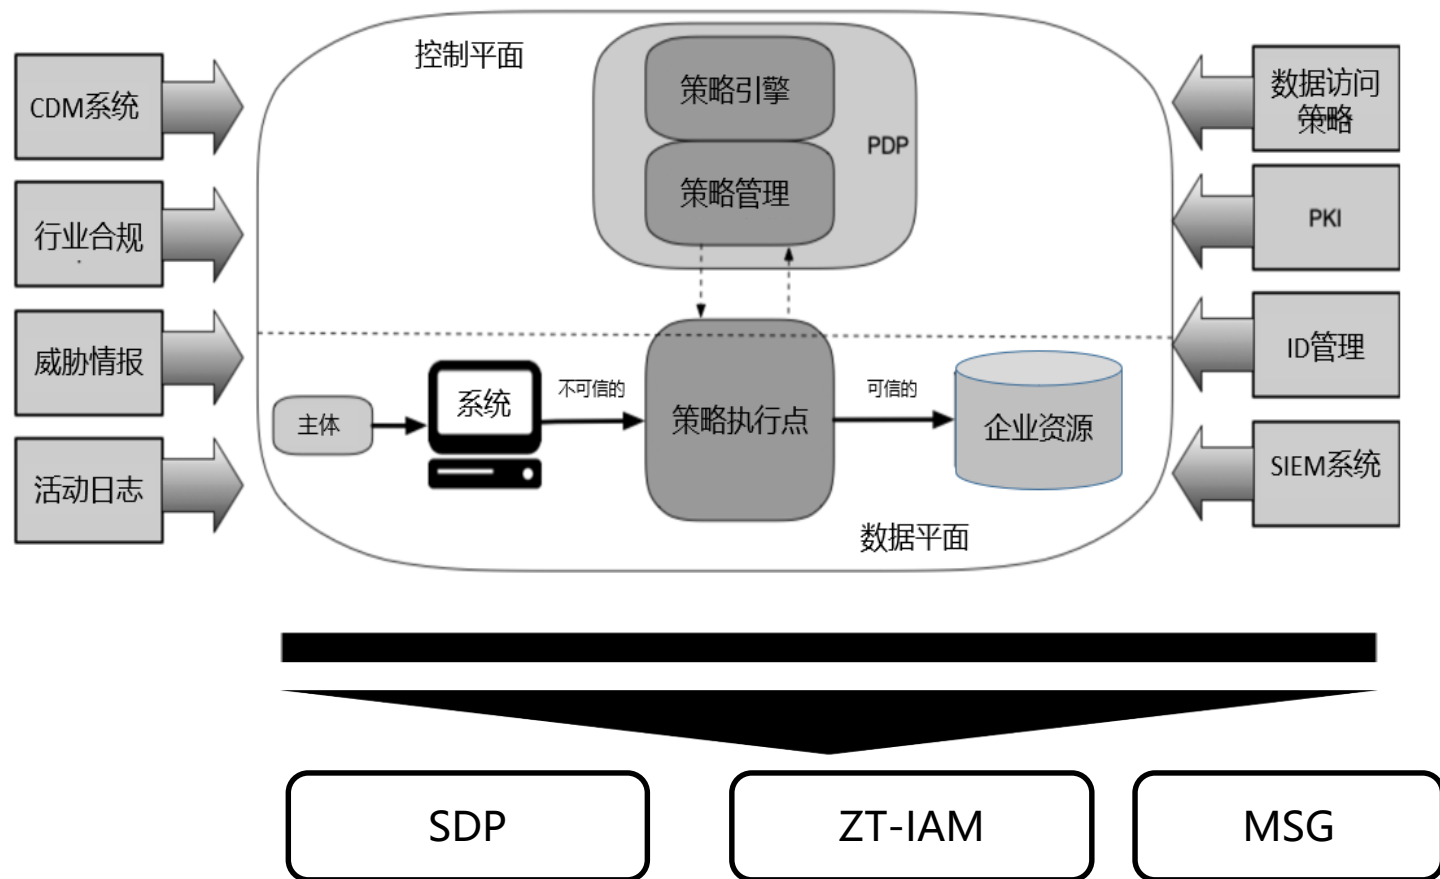 控制平面
策略引擎
策略管理
PDP
CDM系统
行业合规
威胁情报
活动日志
数据访问
策略
PKI
ID管理
SIEM系统
主体
系统
不可信的
策略执行点
可信的
企业资源
数据平面
SDP
ZT-IAM
MSG